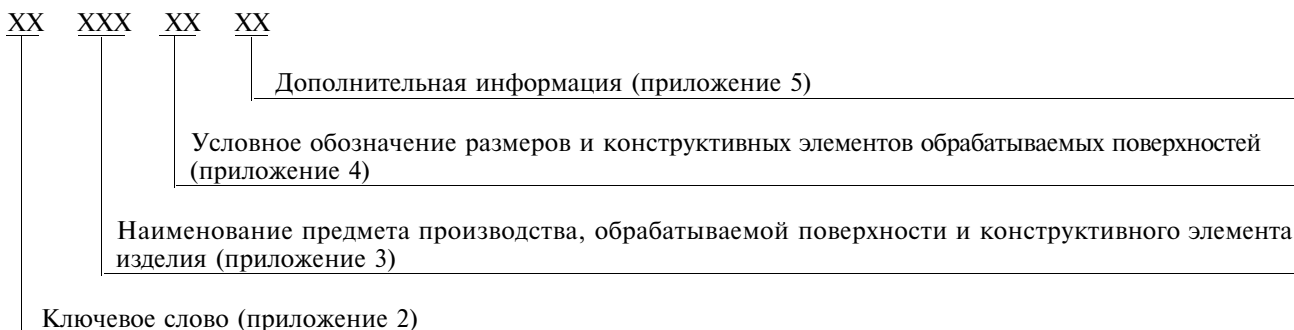 XX XXX XX XX
Дополнительная информация (приложение 5)
Условное обозначение размеров и конструктивных элементов обрабатываемых поверхностей
(приложение 4)
Наименование предмета производства, обрабатываемой поверхности и конструктивного элемента
изделия (приложение 3)
Ключевое слово (приложение 2)